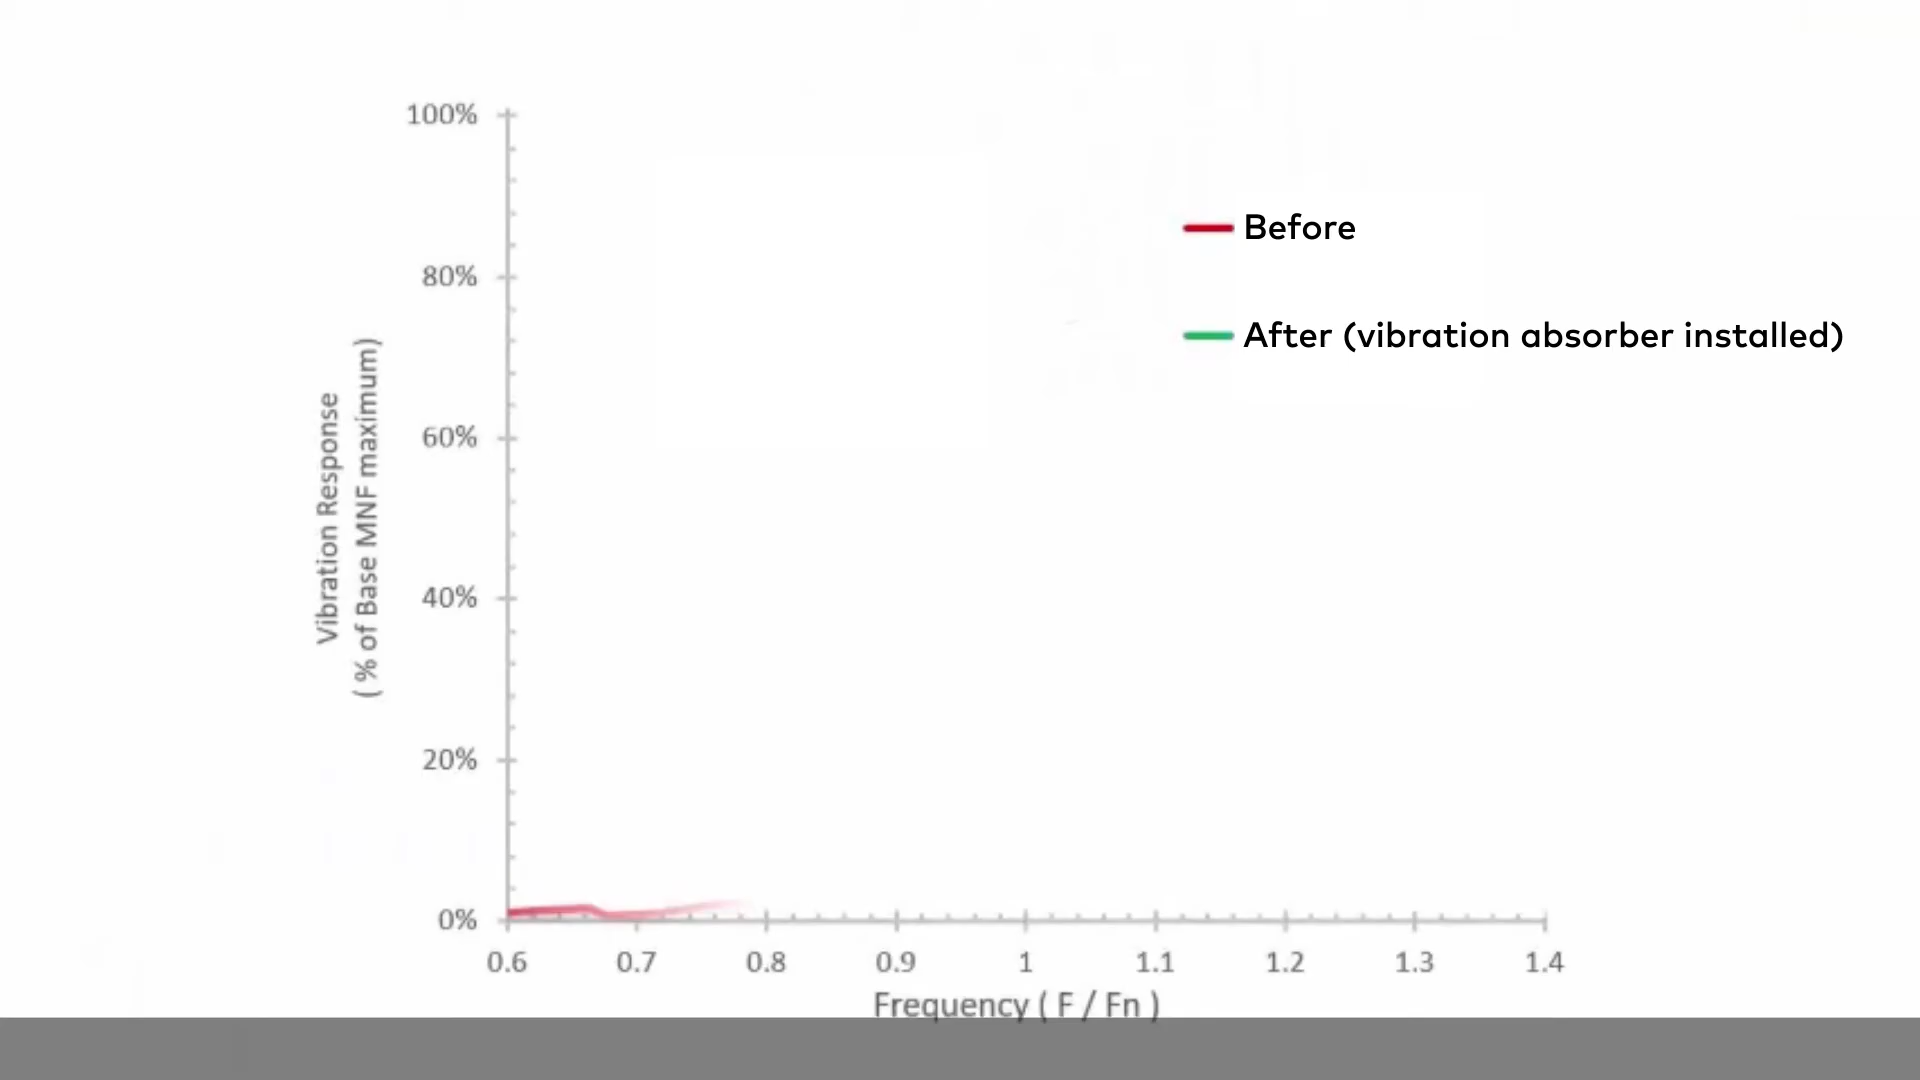 100%
80%
60%
40%
20%
0%
Vibration Response
( % of Base MNF maximum)
Before
After (vibration absorber installed)
0.6 0.7 0.8 0.9 1 1.1 1.2 1.3 1.4
Frequency ( F / Fn )